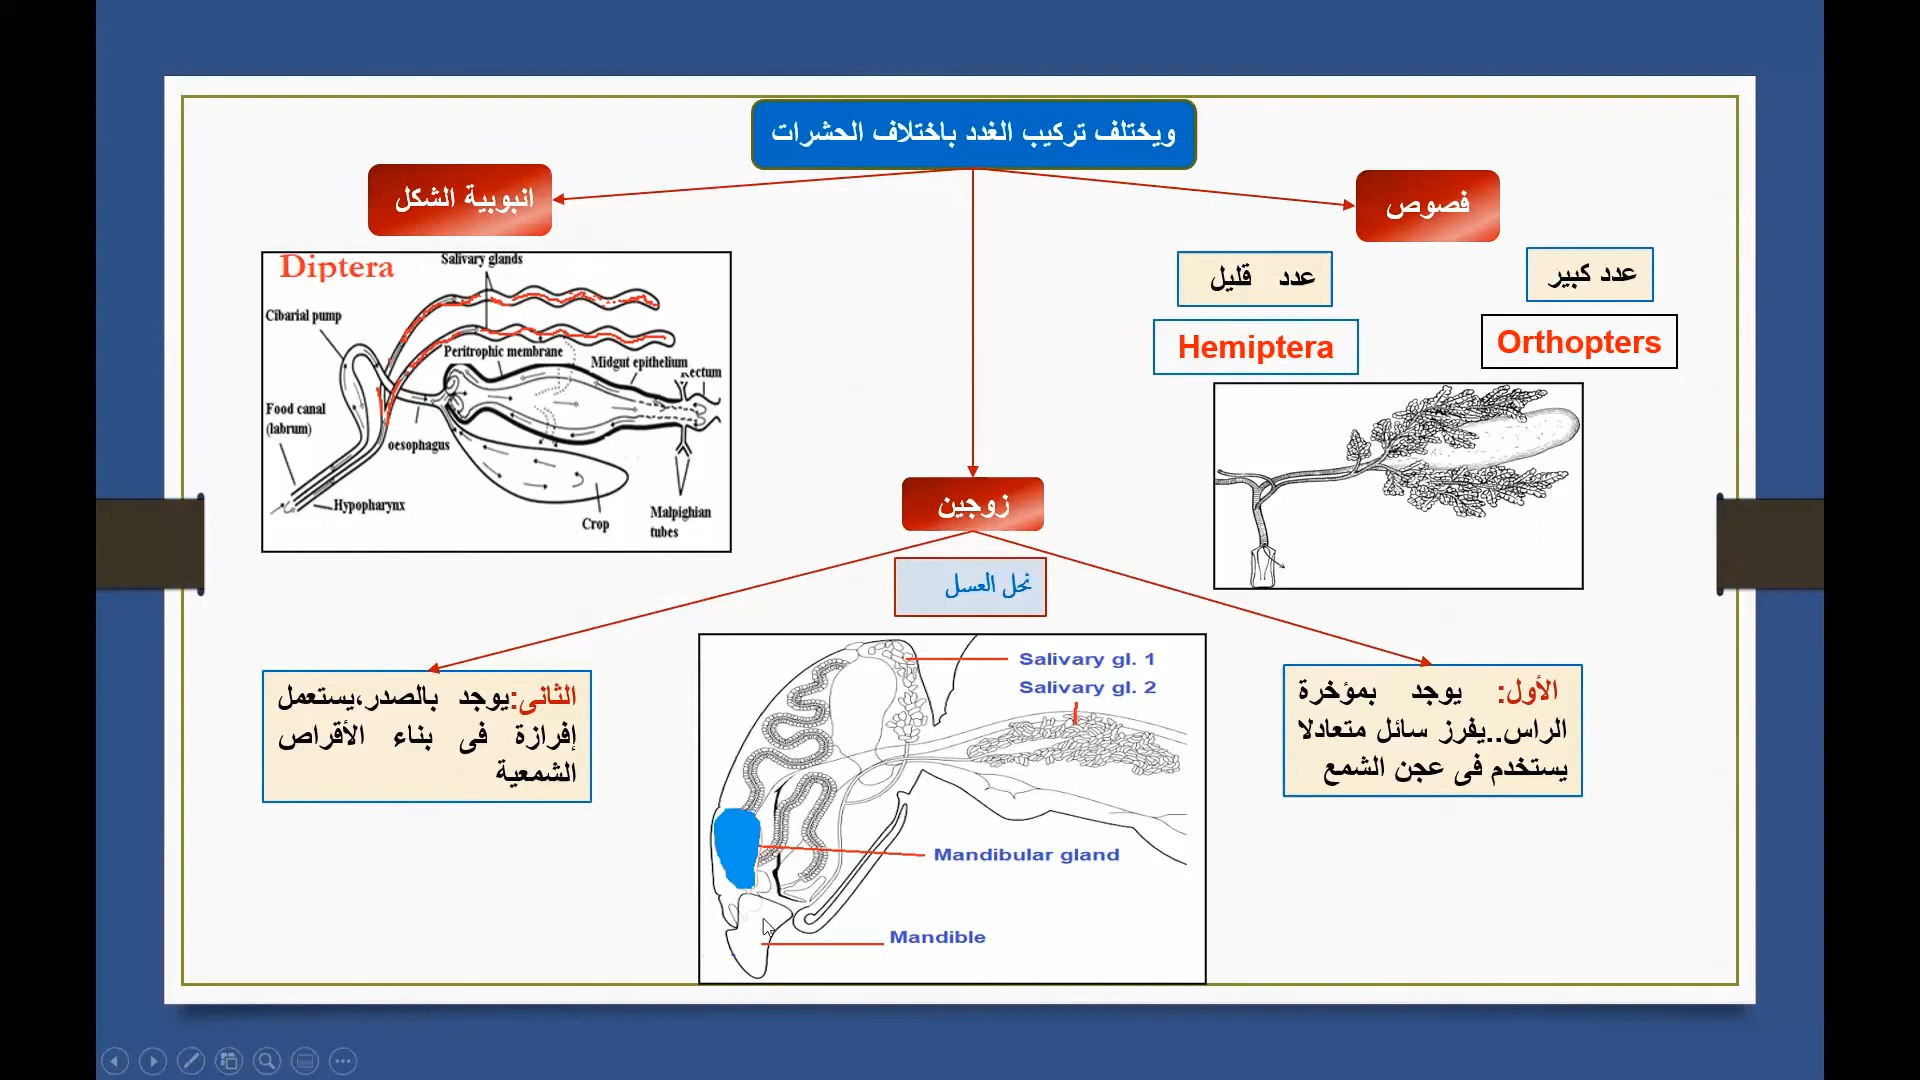 ويختلف تركيب الغدد باختلاف الحشرات
فصوص
عدد كبير
Orthopters
عدد قليل
Hemiptera
انبوبية الشكل
Diptera
Salivary glands
Cibarial pump
Peritrophic membrane
Midgut epithelium
Rectum
Food canal
(labrum)
oesophagus
Hypopharynx
Crop
Malpighian
tubes
زوجين
نحل العسل
الأول: يوجد بمؤخرة
الراس..يفرز سائل متعادلا
يستخدم فى عجن الشمع
الثانى:يوجد بالصدر،يستعمل
إفرازة فى بناء الأقراص
الشمعية
Salivary gl. 1
Salivary gl. 2
Mandibular gland
Mandible